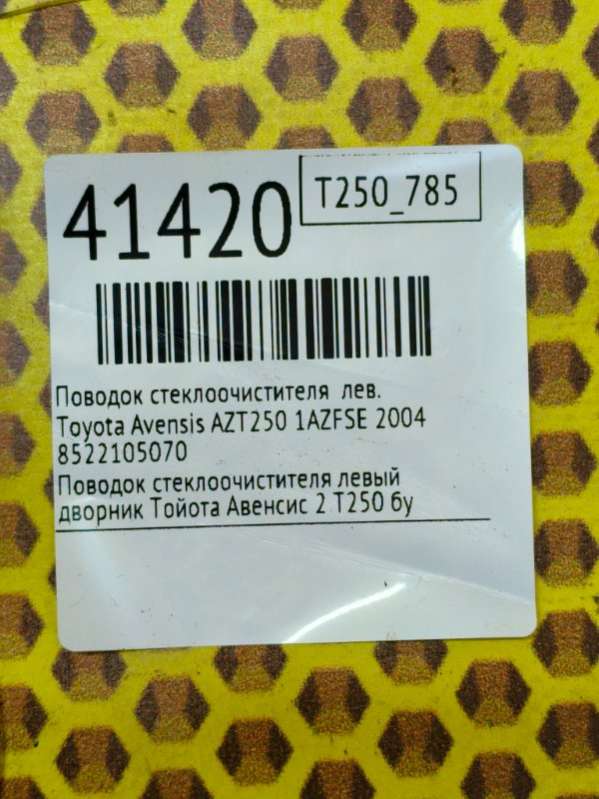 41420
T250_785
Поводок стеклоочистителя лев.
Toyota Avensis AZT250 1AZFSE 2004
8522105070
Поводок стеклоочистителя левый
дворник Тойота Авенсис 2 Т250 бу